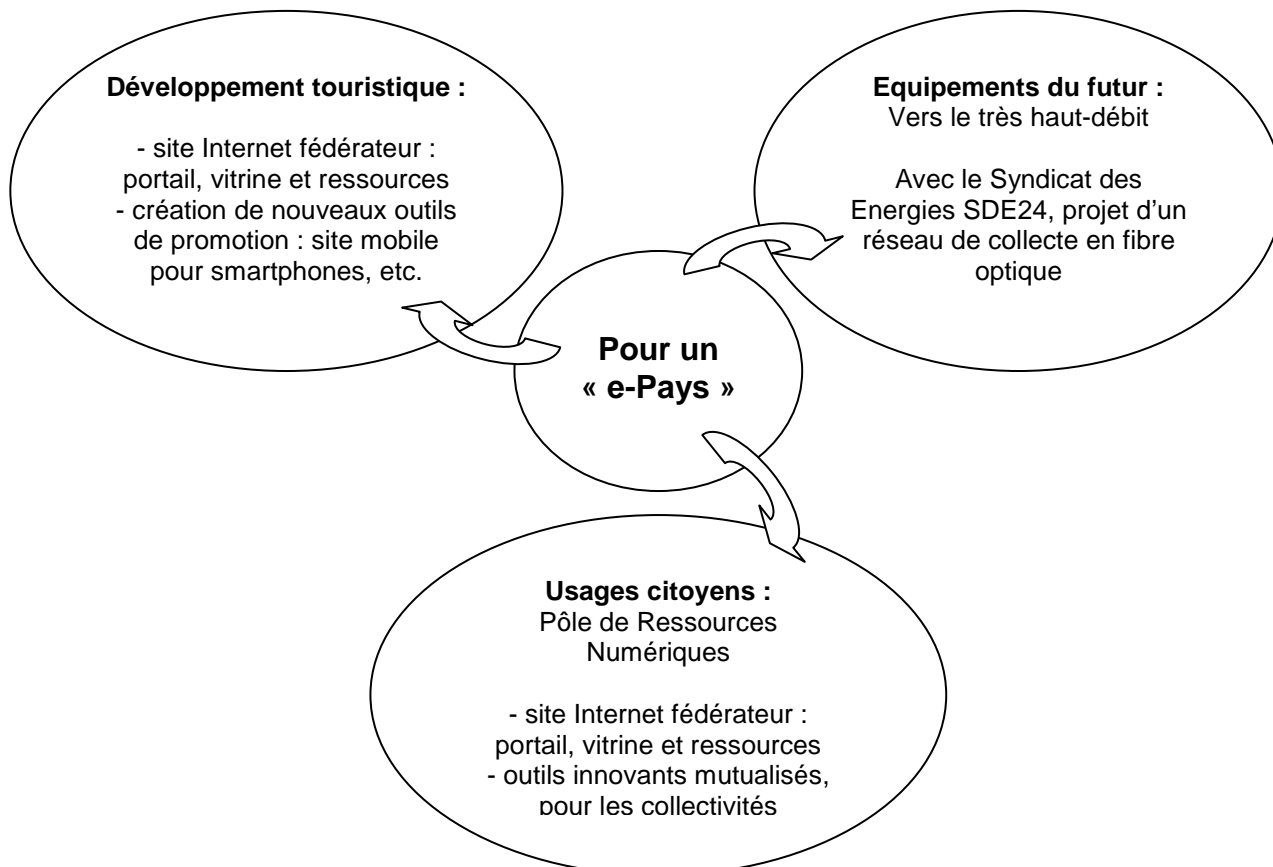 Développement touristique :
- site Internet fédérateur :
portail, vitrine et ressources
- création de nouveaux outils
de promotion : site mobile
pour smartphones, etc.
Equipements du futur :
Vers le très haut-débit
Avec le Syndicat des
Energies SDE24, projet d’un
réseau de collecte en fibre
optique
Pour un
« e-Pays »
Usages citoyens :
Pôle de Ressources
Numériques
- site Internet fédérateur :
portail, vitrine et ressources
- outils innovants mutualisés,
pour les collectivités